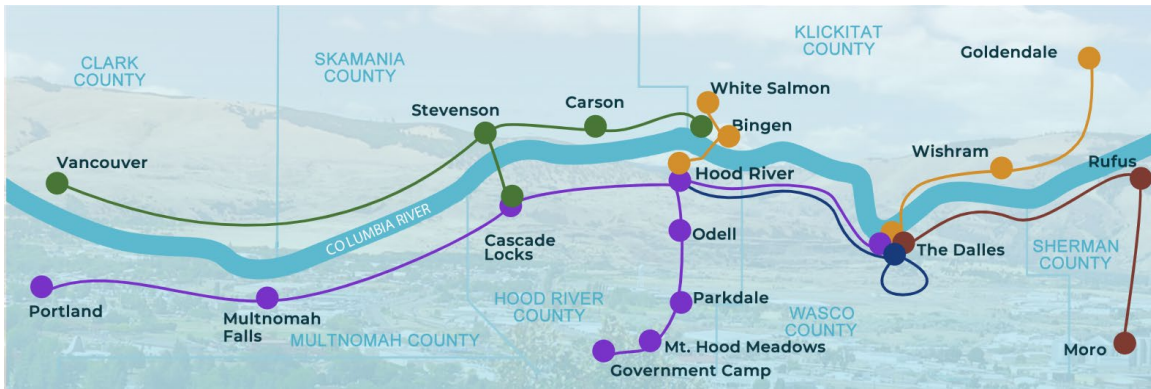 CLARK
COUNTY
SKAMANIA
COUNTY
KLICKITAT
COUNTY
Goldendale
White Salmon
Carson
Stevenson
Bingen
Vancouver
Wishram
Rufus
Hood River
COLUMBIA RIVER
Odell
Cascade
Locks
The Dalles
SHERMAN
COUNTY
Portland
Multnomah
Falls
HOOD RIVER
COUNTY
Parkdale
WASCO
COUNTY
MULTNOMAH COUNTY
Mt. Hood Meadows
Government Camp
Moro